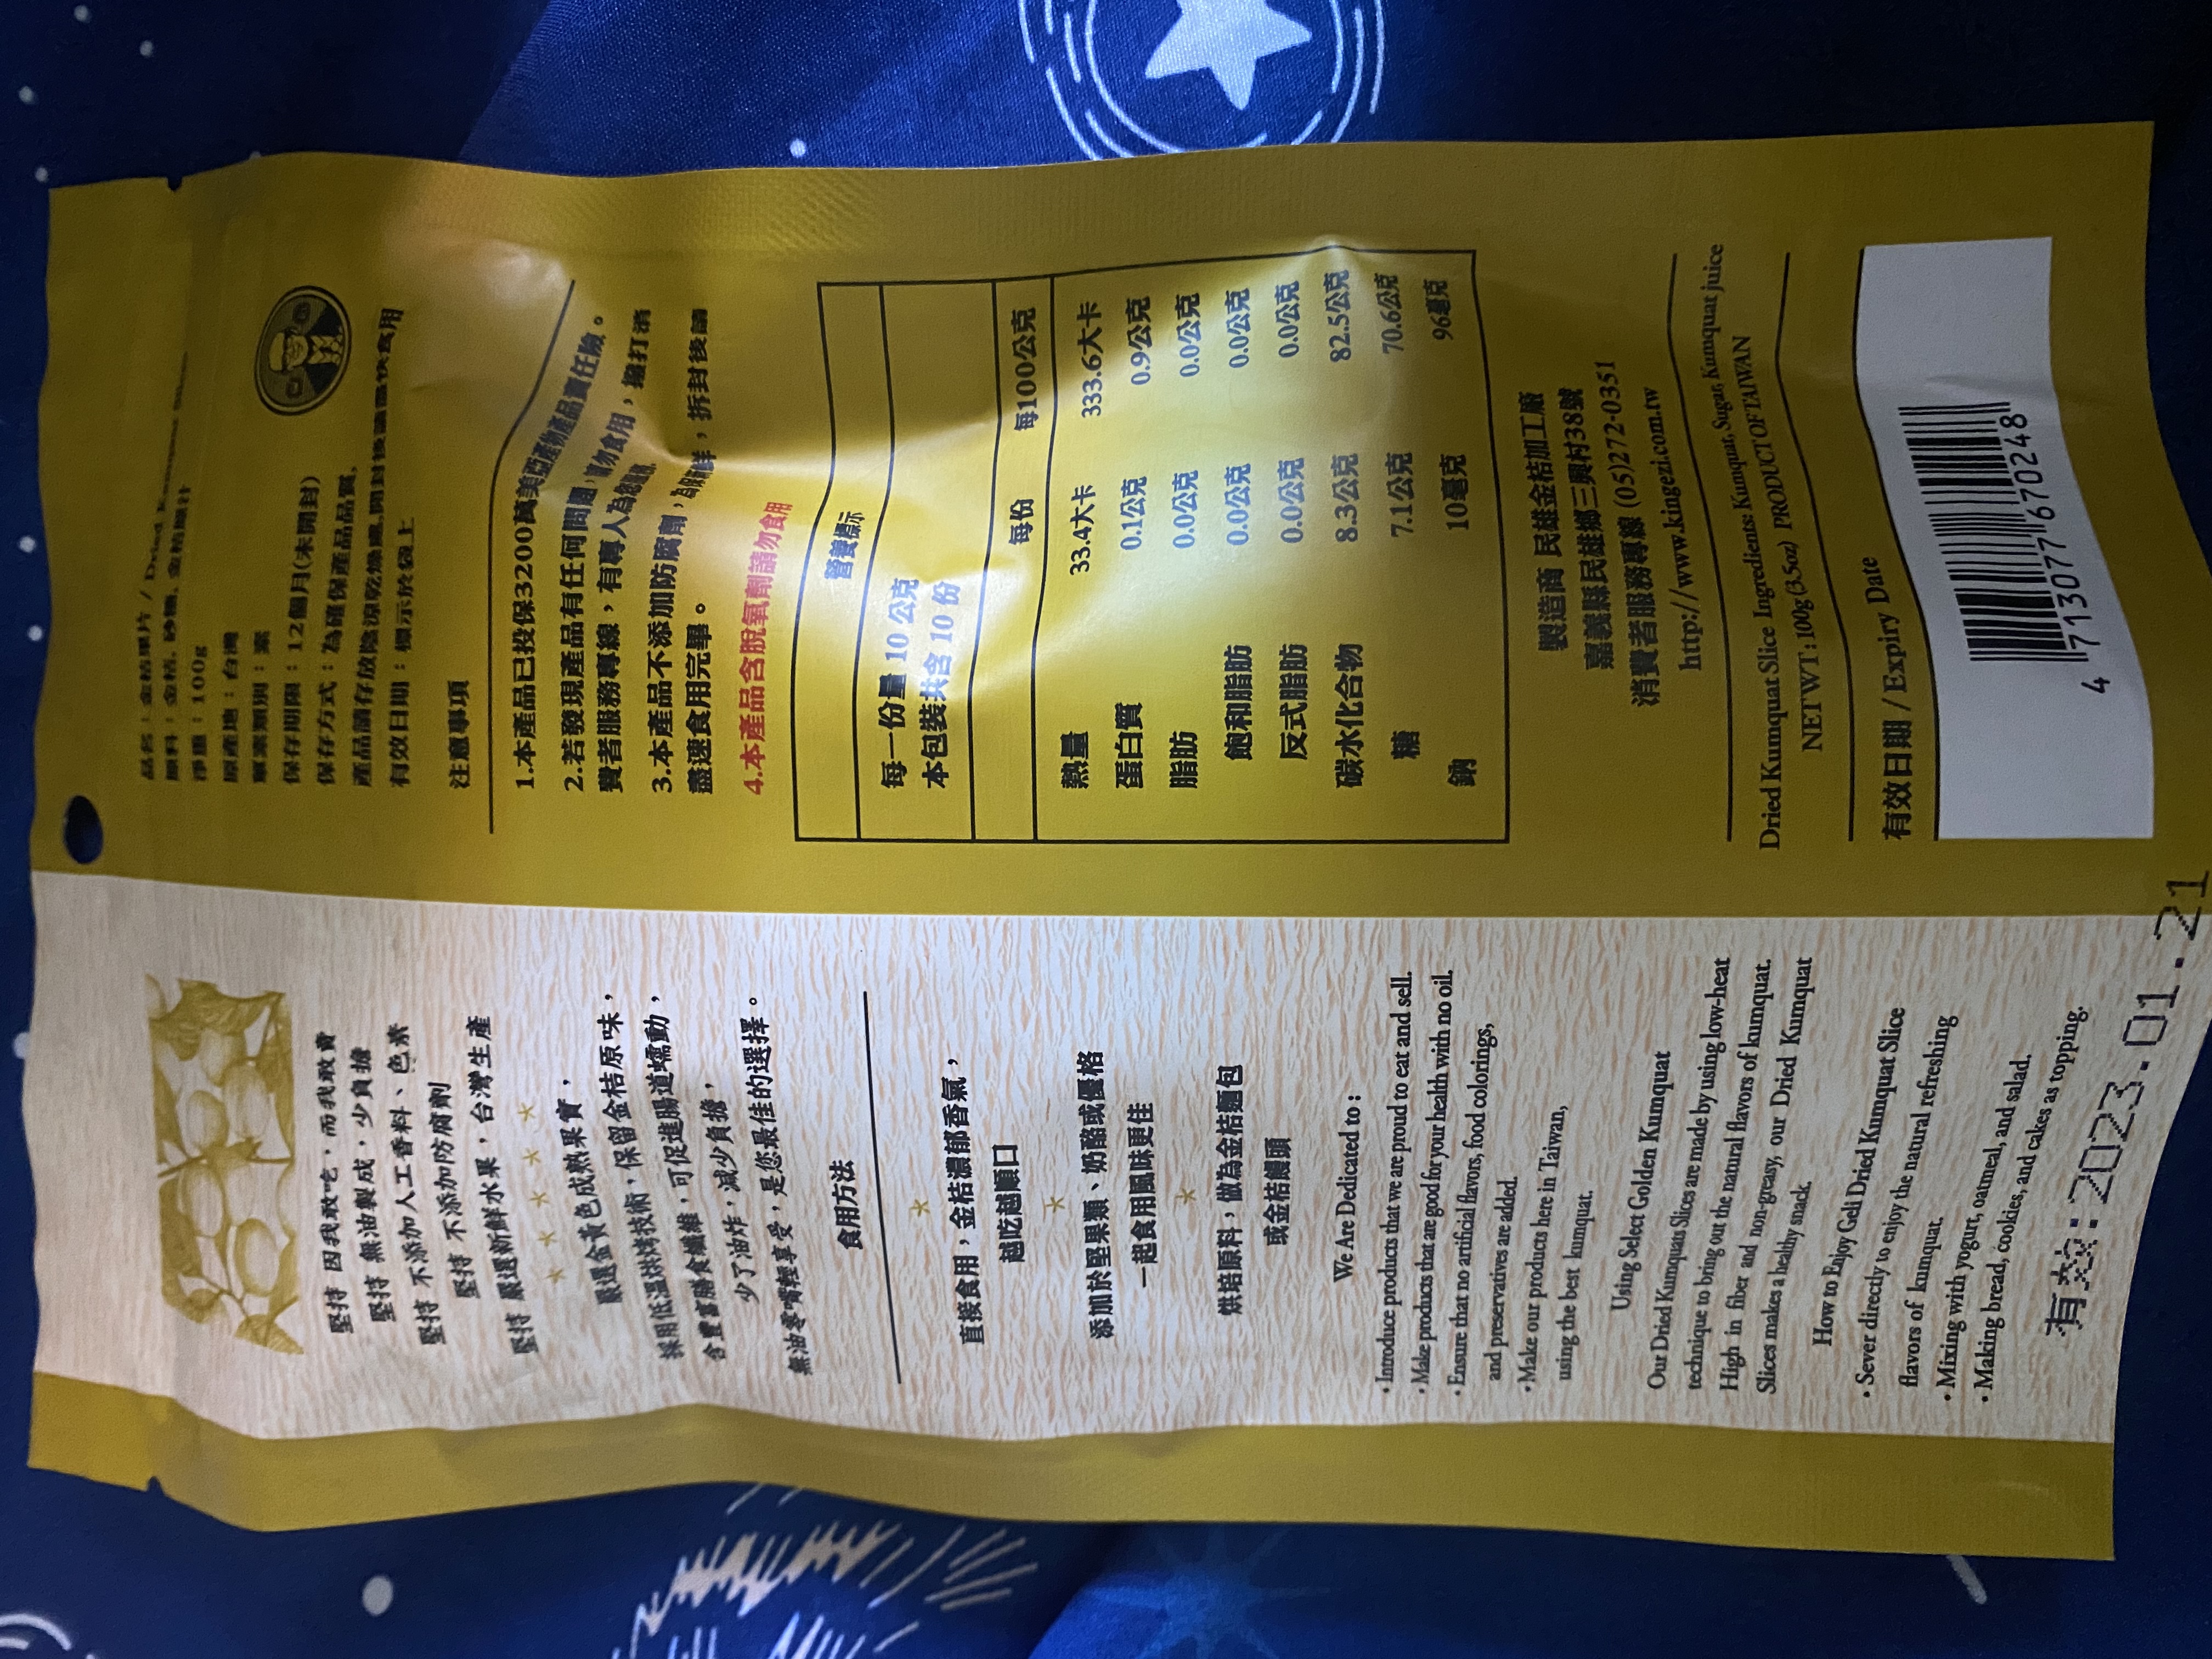 堅持 因我敢吃，而我敢賣
堅持 無油製成，少負擔
堅持 不添加人工香料、色素
堅持 不添加防腐劑
堅持 嚴選新鮮水果，台灣生產
嚴選金黃色成熟果實，
採用低溫烘烤技術，保留金桔原味，
含豐富膳食纖維，可促進腸道蠕動，
少了油炸，減少負擔，
無油零嘴輕享受，是您最佳的選擇。
食用方法
直接食用，金桔濃郁香氣，
越吃越順口
添加於堅果類、奶酪或優格
一起食用風味更佳
烘培原料，做為金桔麵包
或金桔饅頭
We Are Dedicated to :
• Introduce products that we are proud to eat and sell.
• Make products that are good for your health with no oil.
• Ensure that no artificial flavors, food colorings,
and preservatives are added.
• Make our products here in Taiwan,
using the best kumquat.
Using Select Golden Kumquat
Our Dried Kumquats Slices are made by using low-heat
technique to bring out the natural flavors of kumquat.
High in fiber and non-greasy, our Dried Kumquat
Slices makes a healthy snack.
How to Enjoy Geli Dried Kumquat Slice
• Sever directly to enjoy the natural refreshing
flavors of kumquat.
• Mixing with yogurt, oatmeal, and salad.
• Making bread, cookies, and cakes as topping.
有效:2023.01.21
品名：金桔果片 / Dried Kumquat
原料：金桔、砂糖、金桔原汁
淨重：100g
原產地：台灣
葷素類別：素
保存期限：12個月(未開封)
保存方式：為確保產品品質，
產品請存放陰涼乾燥處，開封後請儘快食用
有效日期：標示於袋上
注意事項
1.本產品已投保3200萬美亞產物產品責任險。
2.若發現產品有任何問題，請勿食用，撥打消
費者服務專線，有專人為您服務。
3.本產品不添加防腐劑，為保新鮮，拆封後請
盡速食用完畢。
4.本產品含脫氧劑請勿食用
營養標示
每一份量 10 公克
本包裝共含 10 份
每份 每100公克
熱量 33.4大卡 333.6大卡
蛋白質 0.1公克 0.9公克
脂肪 0.0公克 0.0公克
飽和脂肪 0.0公克 0.0公克
反式脂肪 0.0公克 0.0公克
碳水化合物 8.3公克 82.5公克
糖 7.1公克 70.6公克
鈉 10毫克 96毫克
製造商 民雄金桔加工廠
嘉義縣民雄鄉三興村38號
消費者服務專線 (05)272-0351
http://www.kingezi.com.tw
Dried Kumquat Slice Ingredients: Kumquat, Sugar, Kumquat juice
NET WT: 100g (3.5oz) PRODUCT OF TAIWAN
有效日期 / Expiry Date
4 713077 670248